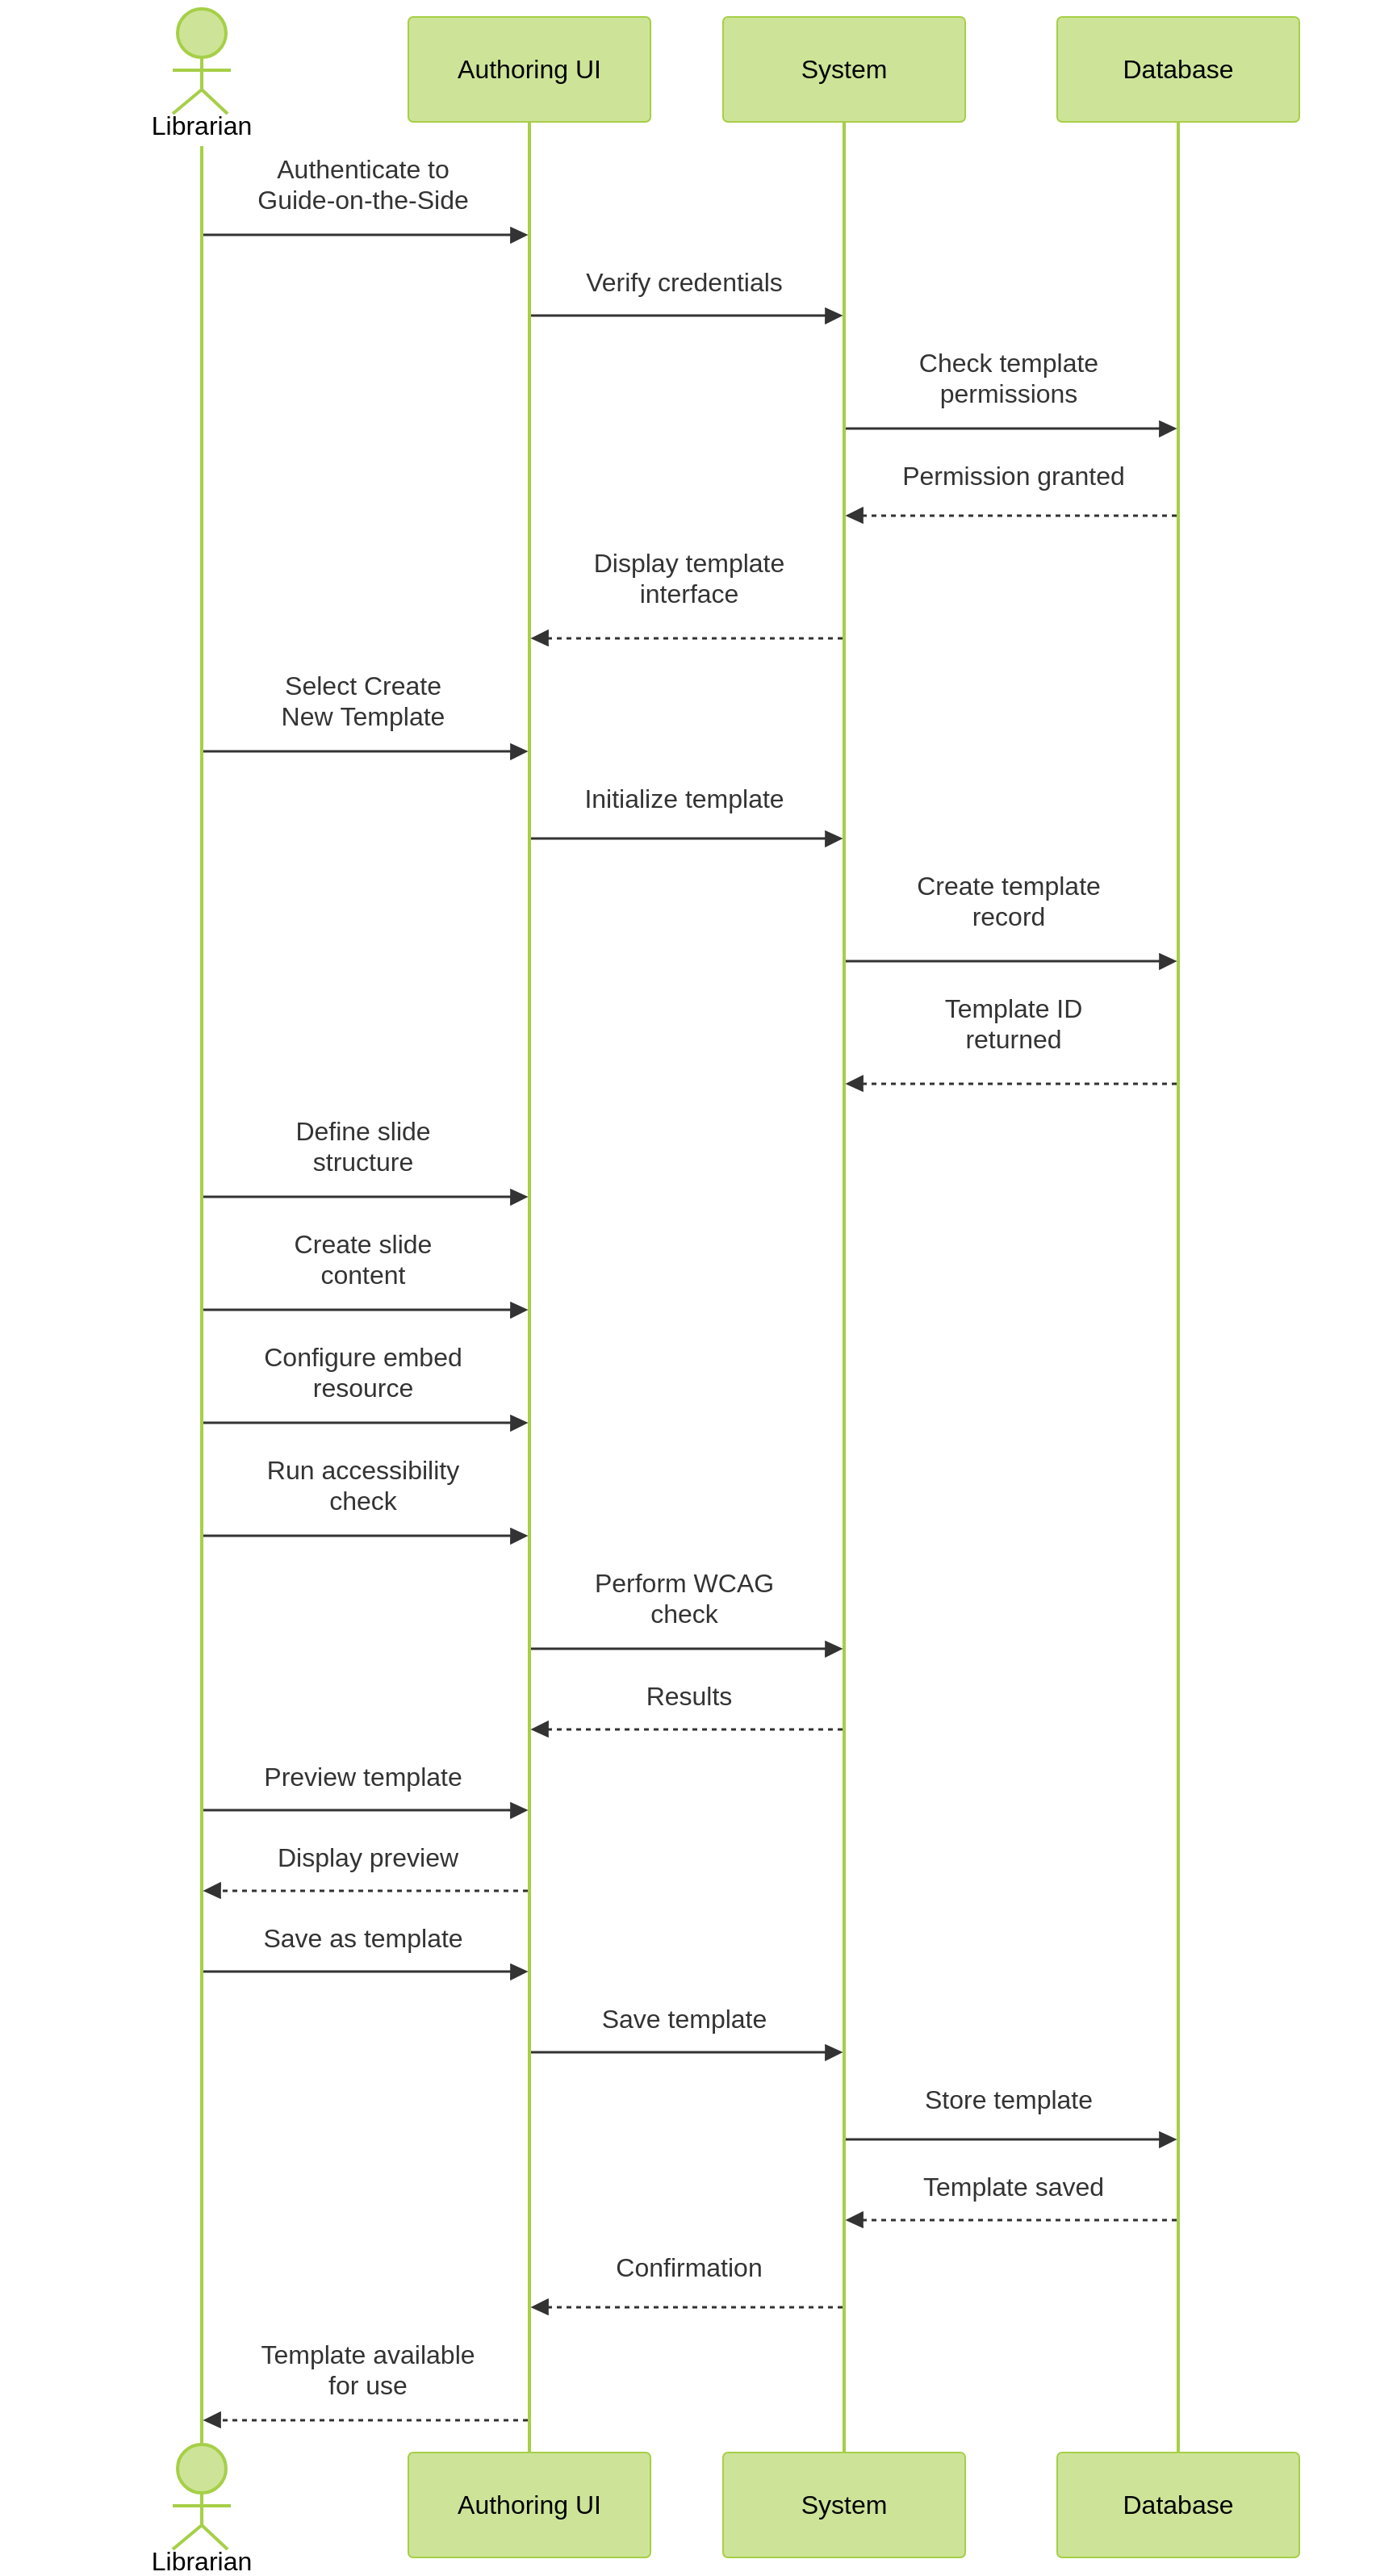 Librarian
Authoring UI
System
Database
Authenticate to
Guide-on-the-Side
Verify credentials
Check template
permissions
Permission granted
Display template
interface
Select Create
New Template
Initialize template
Create template
record
Template ID
returned
Define slide
structure
Create slide
content
Configure embed
resource
Run accessibility
check
Perform WCAG
check
Results
Preview template
Display preview
Save as template
Save template
Store template
Template saved
Confirmation
Template available
for use
Authoring UI
System
Database
Librarian